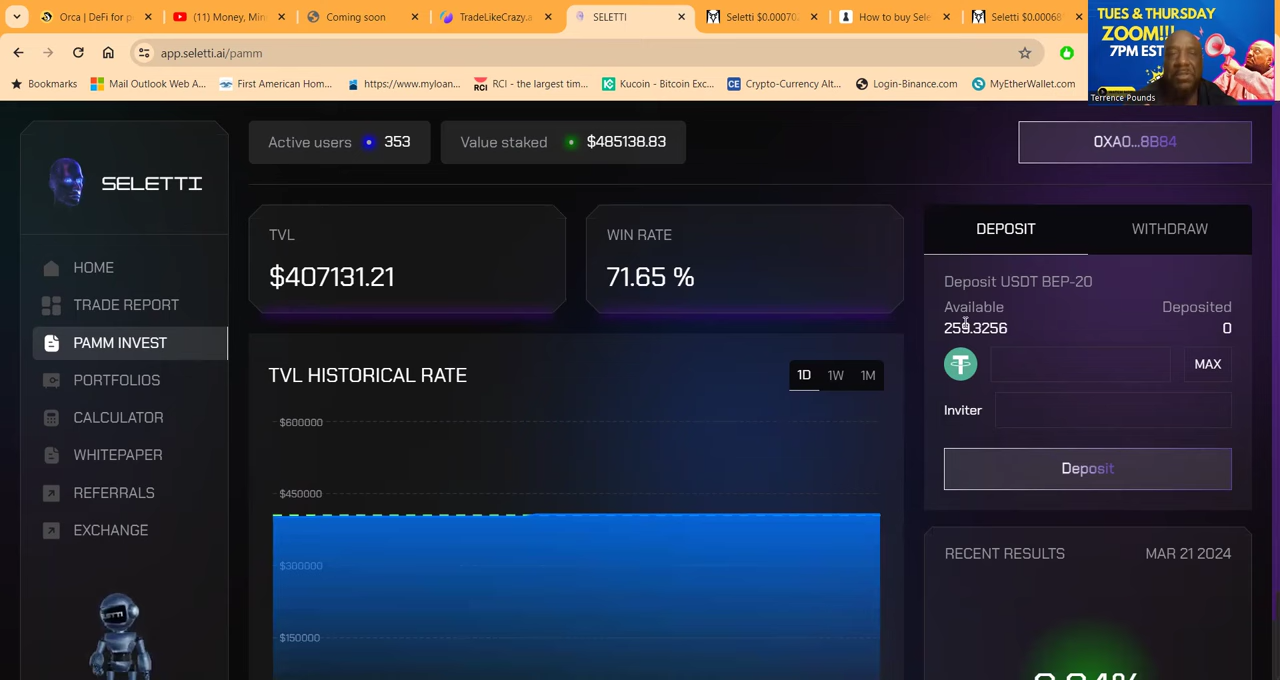 Orca | DeFi for p
(11) Money, Min
Coming soon
TradeLikeCrazy.a
SELETTI
Seletti $0.00070
How to buy Sele
Seletti $0.00068
app.seletti.ai/pamm
Bookmarks
Mail Outlook Web A...
First American Hom...
https://www.myloan...
RCI - the largest tim...
Kucoin - Bitcoin Exc...
Crypto-Currency Alt...
Login-Binance.com
MyEtherWallet.com
TUES & THURSDAY
ZOOM!!!
7PM EST
Terrence Pounds
SELETTI
Active users 353
Value staked $485138.83
0XA0...8B84
HOME
TRADE REPORT
PAMM INVEST
PORTFOLIOS
CALCULATOR
WHITEPAPER
REFERRALS
EXCHANGE
TVL
$407131.21
WIN RATE
71.65 %
TVL HISTORICAL RATE
1D 1W 1M
$600000
$450000
$300000
$150000
DEPOSIT WITHDRAW
Deposit USDT BEP-20
Available Deposited
259.3256 0
MAX
Inviter
Deposit
RECENT RESULTS MAR 21 2024